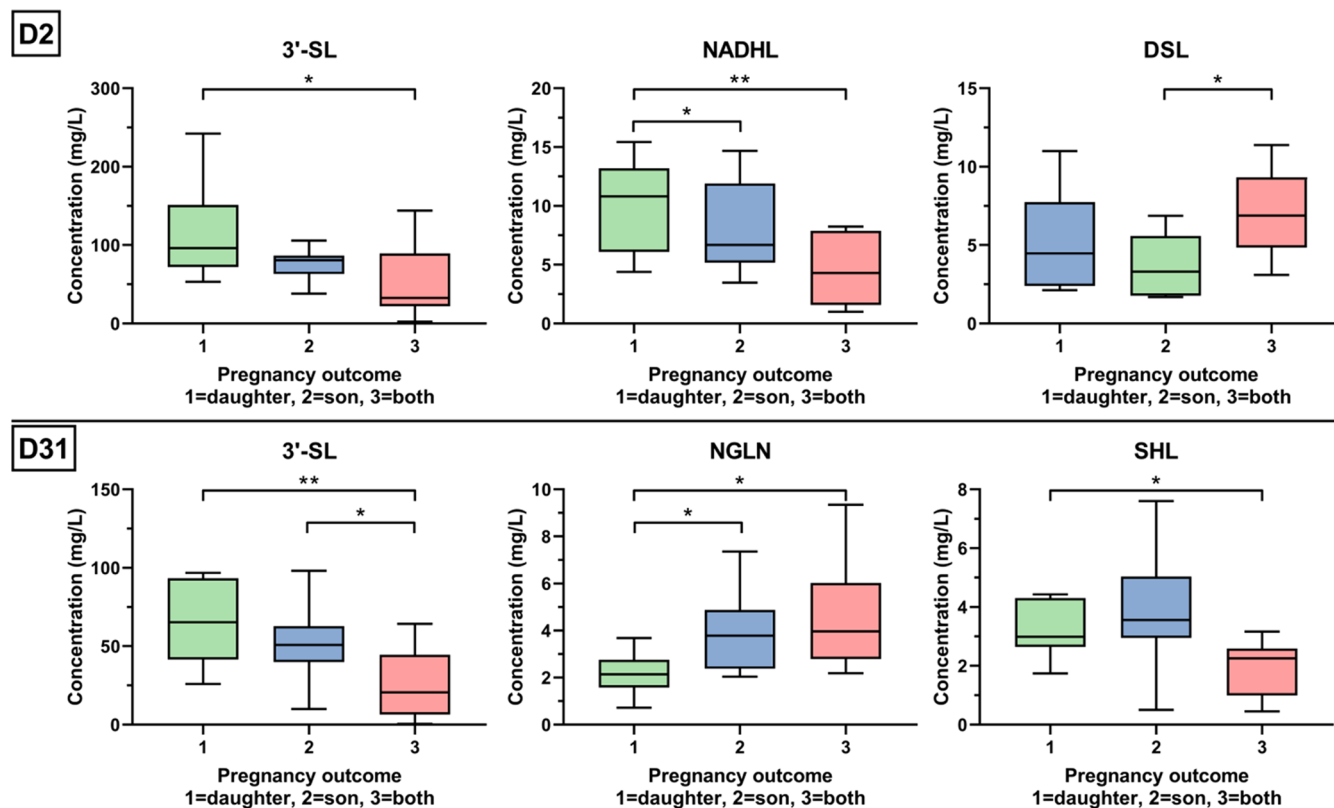 D2
3'-SL
*
Concentration (mg/L)
300
200
100
0
1 2 3
Pregnancy outcome
1=daughter, 2=son, 3=both
NADHL
**
*
Concentration (mg/L)
20
15
10
5
0
1 2 3
Pregnancy outcome
1=daughter, 2=son, 3=both
DSL
*
Concentration (mg/L)
15
10
5
0
1 2 3
Pregnancy outcome
1=daughter, 2=son, 3=both
D31
3'-SL
**
*
Concentration (mg/L)
150
100
50
0
1 2 3
Pregnancy outcome
1=daughter, 2=son, 3=both
NGLN
*
*
Concentration (mg/L)
10
8
6
4
2
0
1 2 3
Pregnancy outcome
1=daughter, 2=son, 3=both
SHL
*
Concentration (mg/L)
8
6
4
2
0
1 2 3
Pregnancy outcome
1=daughter, 2=son, 3=both